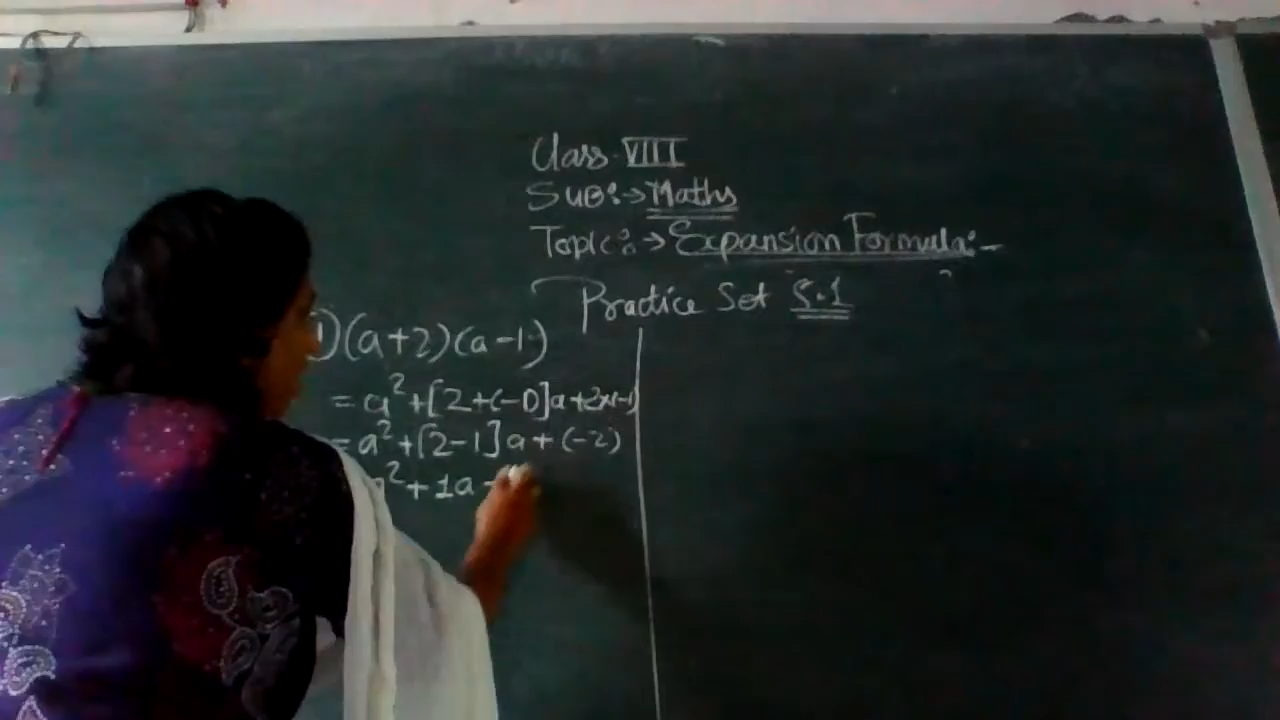 Class. VIII
SUB:→ Maths
Topic:→ Expansion Formula:-
Practice Set 5.1
1) (a+2)(a-1)
= a²+[2+(-1)]a+2x(-1)
= a²+[2-1]a+(-2)
a²+1a-